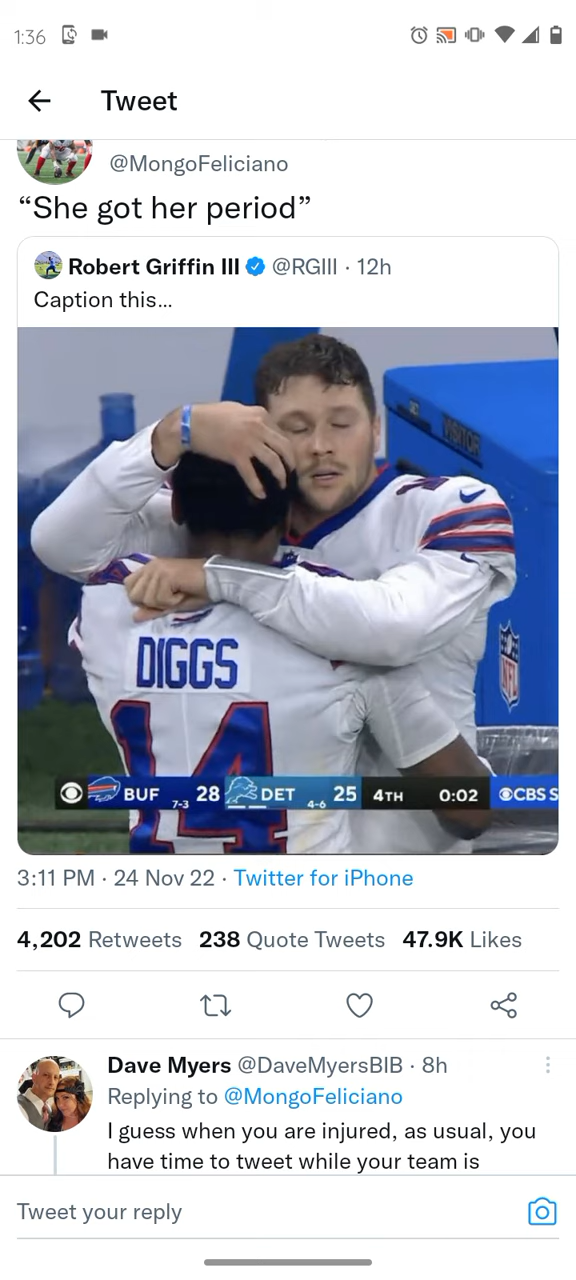 1:36
Tweet
@MongoFeliciano
“She got her period”
Robert Griffin III @RGIII · 12h
Caption this...
VISITOR
NFL
DIGGS
14
BUF 7-3 28 DET 4-6 25 4TH 0:02 CBS S
3:11 PM · 24 Nov 22 · Twitter for iPhone
4,202 Retweets 238 Quote Tweets 47.9K Likes
Dave Myers @DaveMyersBIB · 8h
Replying to @MongoFeliciano
I guess when you are injured, as usual, you
have time to tweet while your team is
Tweet your reply